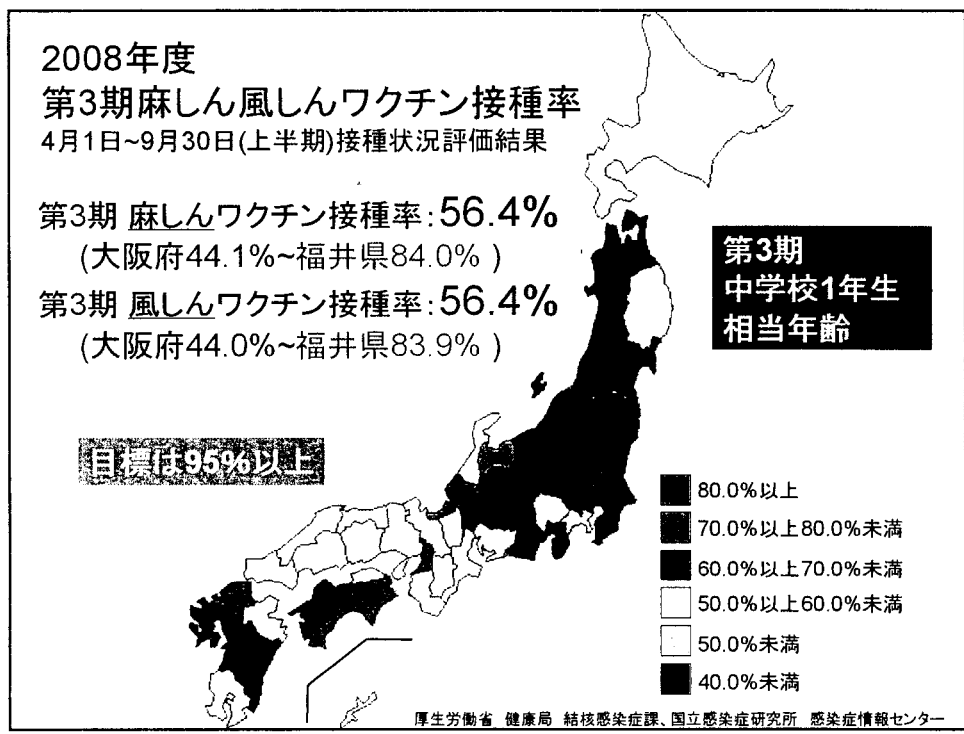 2008年度
第3期麻しん風しんワクチン接種率
4月1日~9月30日(上半期)接種状況評価結果
第3期 麻しんワクチン接種率:56.4%
(大阪府44.1%~福井県84.0% )
第3期 風しんワクチン接種率:56.4%
(大阪府44.0%~福井県83.9% )
第3期
中学校1年生
相当年齢
目標は95%以上
80.0%以上
70.0%以上80.0%未満
60.0%以上70.0%未満
50.0%以上60.0%未満
50.0%未満
40.0%未満
厚生労働省 健康局 結核感染症課、国立感染症研究所 感染症情報センター